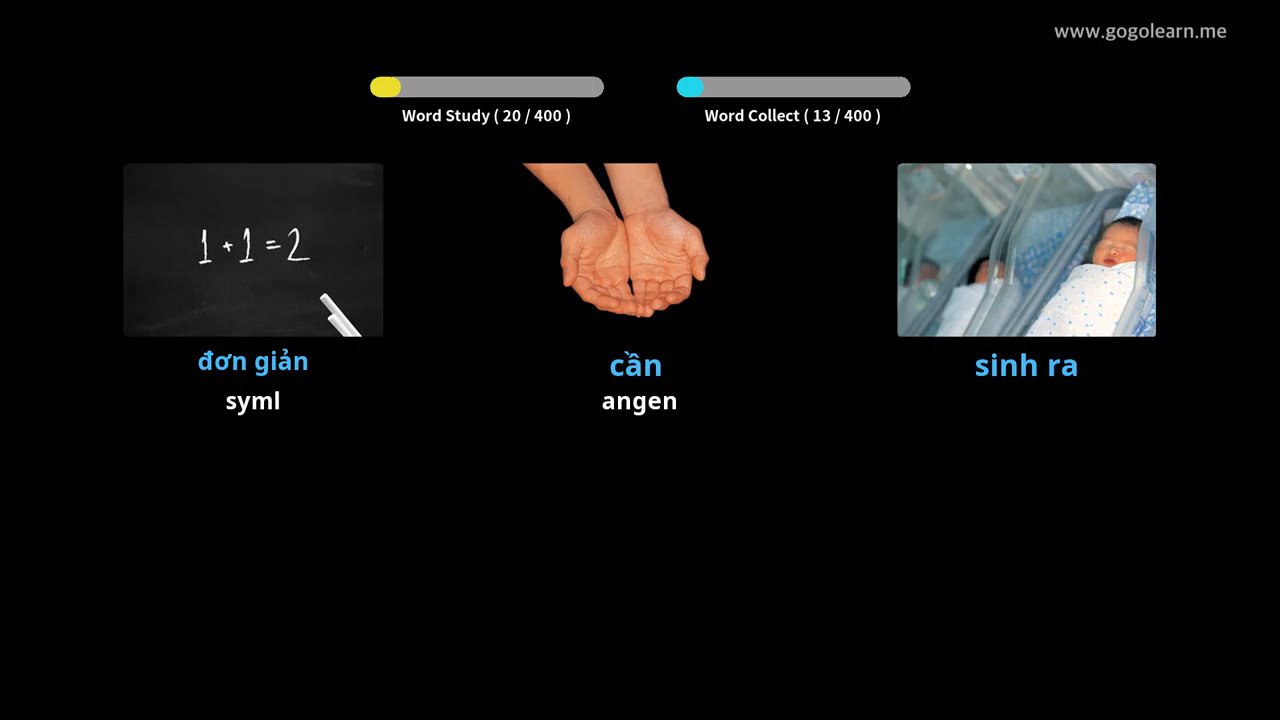 www.gogolearn.me
Word Study ( 20 / 400 )
Word Collect ( 13 / 400 )
1 + 1 = 2
đơn giản
cần
sinh ra
syml
angen